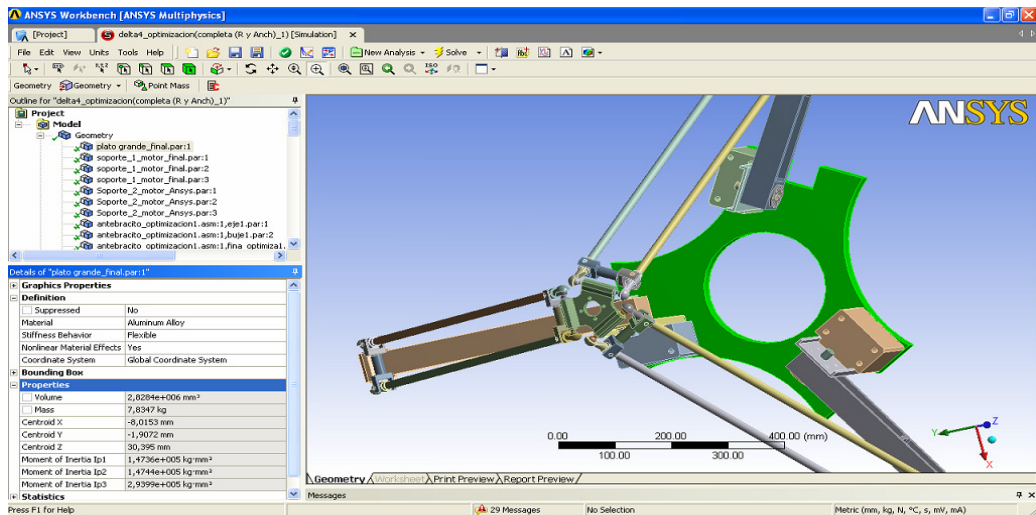 ANSYS Workbench [ANSYS Multiphysics]
[Project] delta4_optimizacion(completa (R y Anch)_1) [Simulation]
File Edit View Units Tools Help New Analysis Solve
Geometry Geometry Point Mass
Outline for "delta4_optimizacion(completa (R y Anch)_1)"
Project
Model
Geometry
plato grande_final.par:1
soporte_1_motor_final.par:1
soporte_1_motor_final.par:2
soporte_1_motor_final.par:3
Soporte_2_motor_Ansys.par:1
Soporte_2_motor_Ansys.par:2
Soporte_2_motor_Ansys.par:3
antebracito_optimizacion1.asm:1,eje1.par:1
antebracito_optimizacion1.asm:1,buje1.par:2
antebracito_optimizacion1.asm:1,fina_optimiza1.
Details of "plato grande_final.par:1"
Graphics Properties
Definition
Suppressed No
Material Aluminum Alloy
Stiffness Behavior Flexible
Nonlinear Material Effects Yes
Coordinate System Global Coordinate System
Bounding Box
Properties
Volume 2,8284e+006 mm³
Mass 7,8347 kg
Centroid X -8,0153 mm
Centroid Y -1,9072 mm
Centroid Z 30,395 mm
Moment of Inertia Ip1 1,4736e+005 kg·mm²
Moment of Inertia Ip2 1,4744e+005 kg·mm²
Moment of Inertia Ip3 2,9399e+005 kg·mm²
Statistics
ANSYS
0.00 200.00 400.00 (mm)
100.00 300.00
Y Z
X
Geometry Worksheet Print Preview Report Preview
Messages
Press F1 for Help 29 Messages No Selection Metric (mm, kg, N, °C, s, mV, mA)